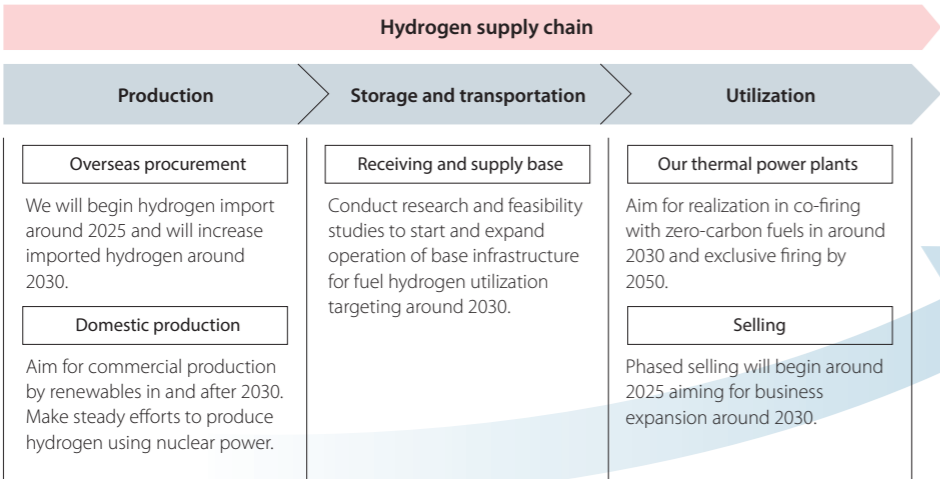 Hydrogen supply chain
Production
Storage and transportation
Utilization
Overseas procurement
We will begin hydrogen import
around 2025 and will increase
imported hydrogen around
2030.
Domestic production
Aim for commercial production
by renewables in and after 2030.
Make steady efforts to produce
hydrogen using nuclear power.
Receiving and supply base
Conduct research and feasibility
studies to start and expand
operation of base infrastructure
for fuel hydrogen utilization
targeting around 2030.
Our thermal power plants
Aim for realization in co-firing
with zero-carbon fuels in around
2030 and exclusive firing by
2050.
Selling
Phased selling will begin around
2025 aiming for business
expansion around 2030.